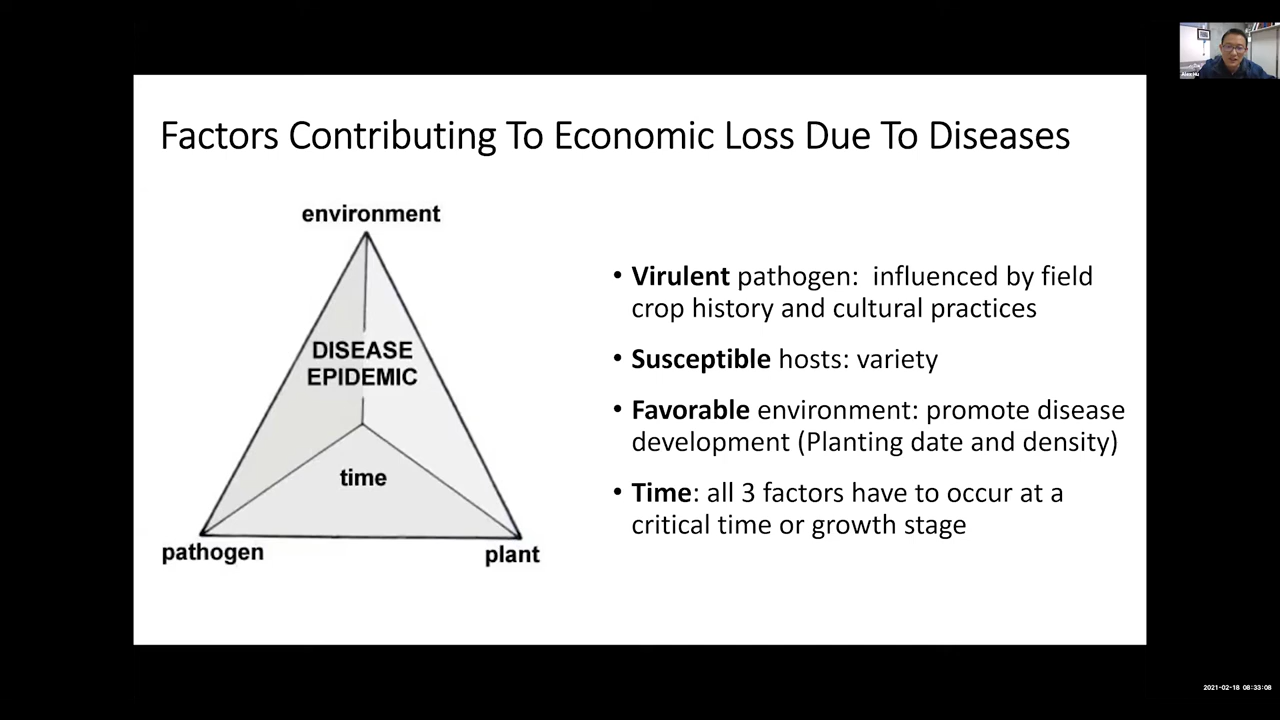 Factors Contributing To Economic Loss Due To Diseases
environment
DISEASE
EPIDEMIC
time
pathogen
plant
• Virulent pathogen:  influenced by field
crop history and cultural practices
• Susceptible hosts: variety
• Favorable environment: promote disease
development (Planting date and density)
• Time: all 3 factors have to occur at a
critical time or growth stage
Alex Hu
2021-02-18 08:33:08